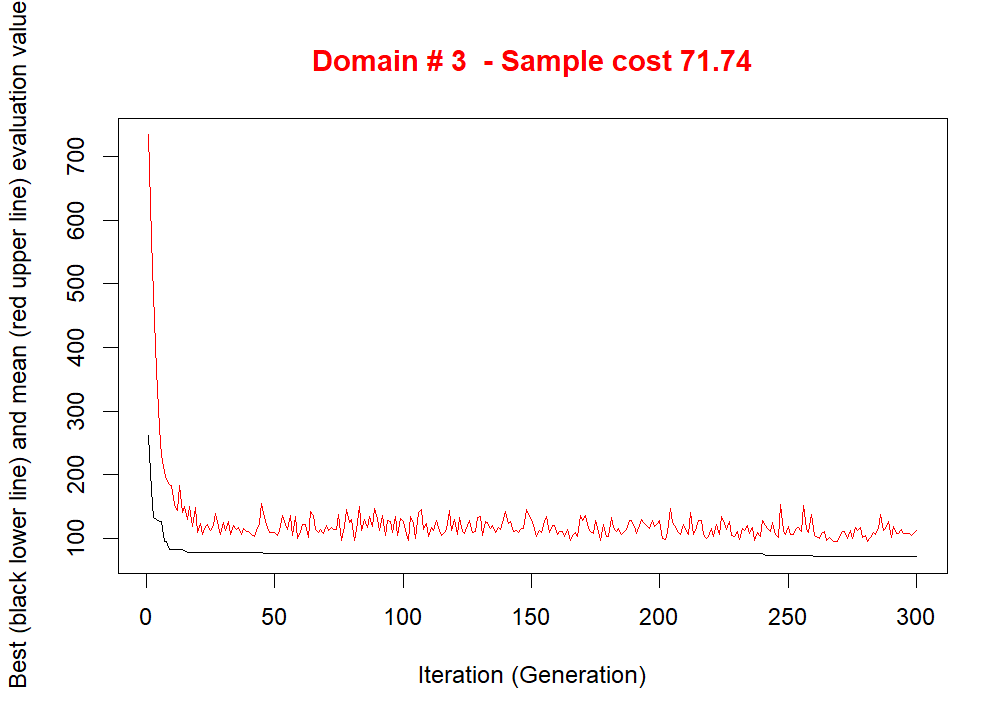 Domain # 3  - Sample cost 71.74
Best (black lower line) and mean (red upper line) evaluation value
700
600
500
400
300
200
100
0 50 100 150 200 250 300
Iteration (Generation)